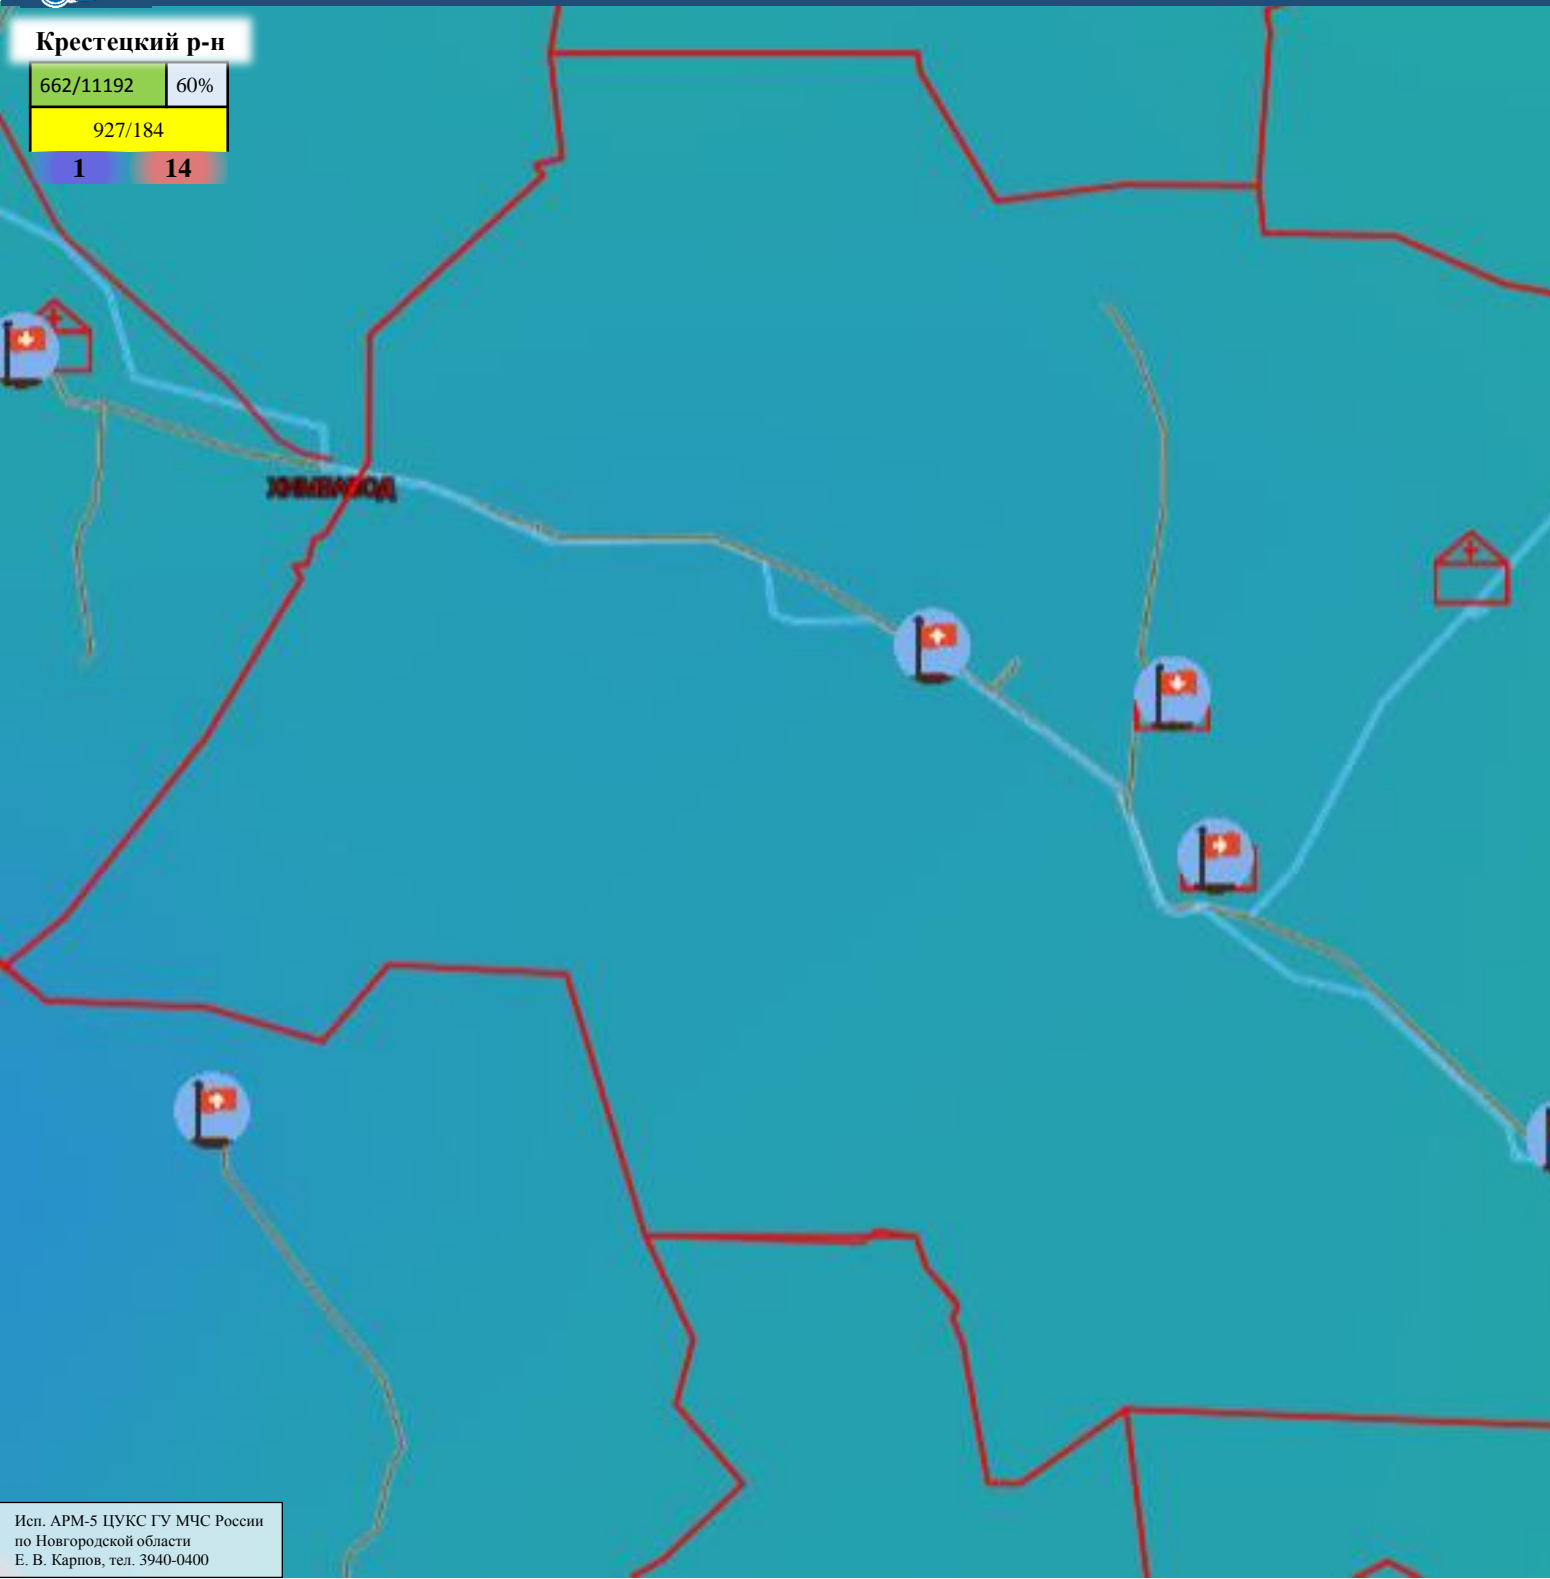 Крестецкий р-н
662/11192 60%
927/184
1 14
Исп. АРМ-5 ЦУКС ГУ МЧС России
по Новгородской области
Е. В. Карпов, тел. 3940-0400